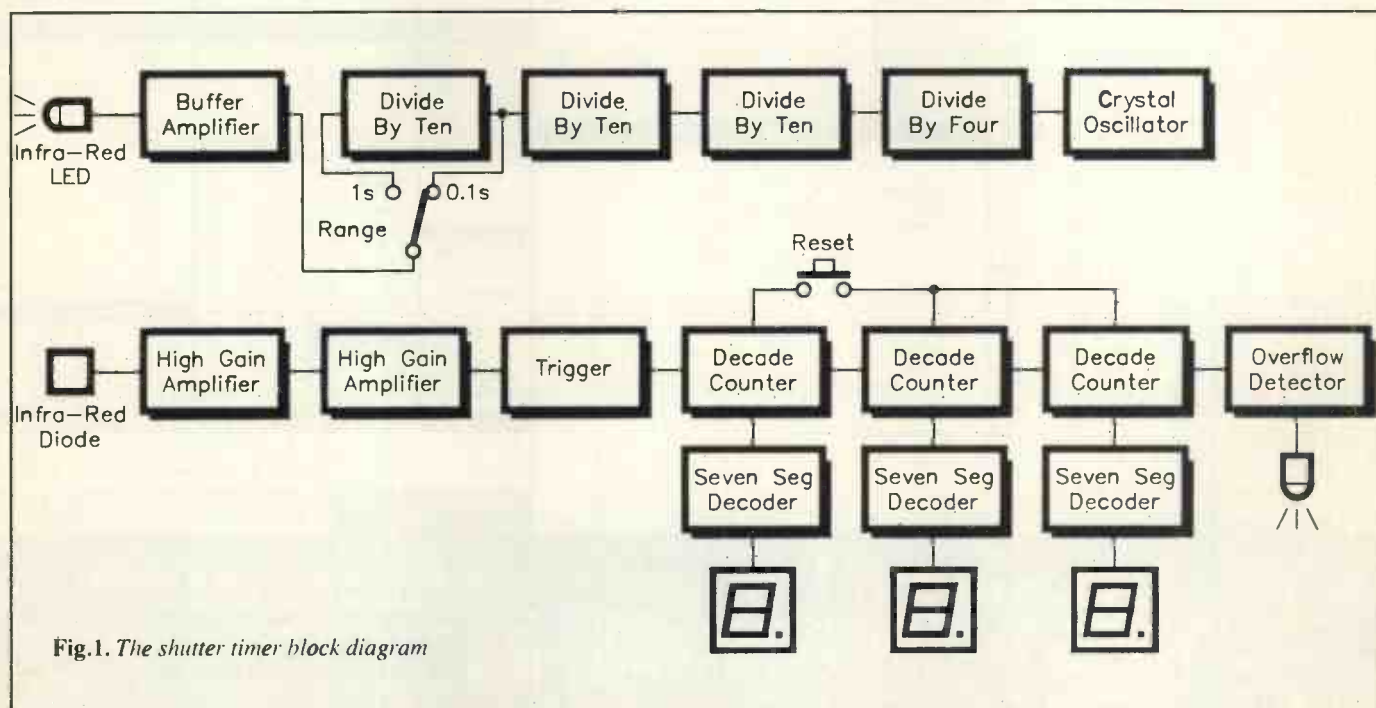 Infra-Red
LED
Buffer
Amplifier
Divide
By Ten
Divide
By Ten
Divide
By Ten
Divide
By Four
Crystal
Oscillator
1s
0.1s
Range
Reset
Infra-Red
Diode
High Gain
Amplifier
High Gain
Amplifier
Trigger
Decade
Counter
Decade
Counter
Decade
Counter
Overflow
Detector
Seven Seg
Decoder
Seven Seg
Decoder
Seven Seg
Decoder
8.
8.
8.
Fig.1. The shutter timer block diagram